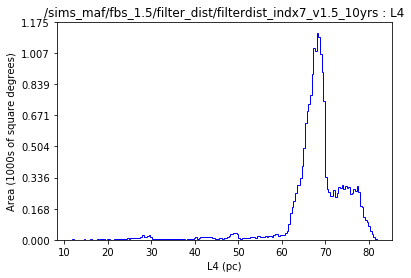 /sims_maf/fbs_1.5/filter_dist/filterdist_indx7_v1.5_10yrs : L4
1.175
1.007
0.839
0.671
0.504
0.336
0.168
0.000
Area (1000s of square degrees)
10 20 30 40 50 60 70 80
L4 (pc)